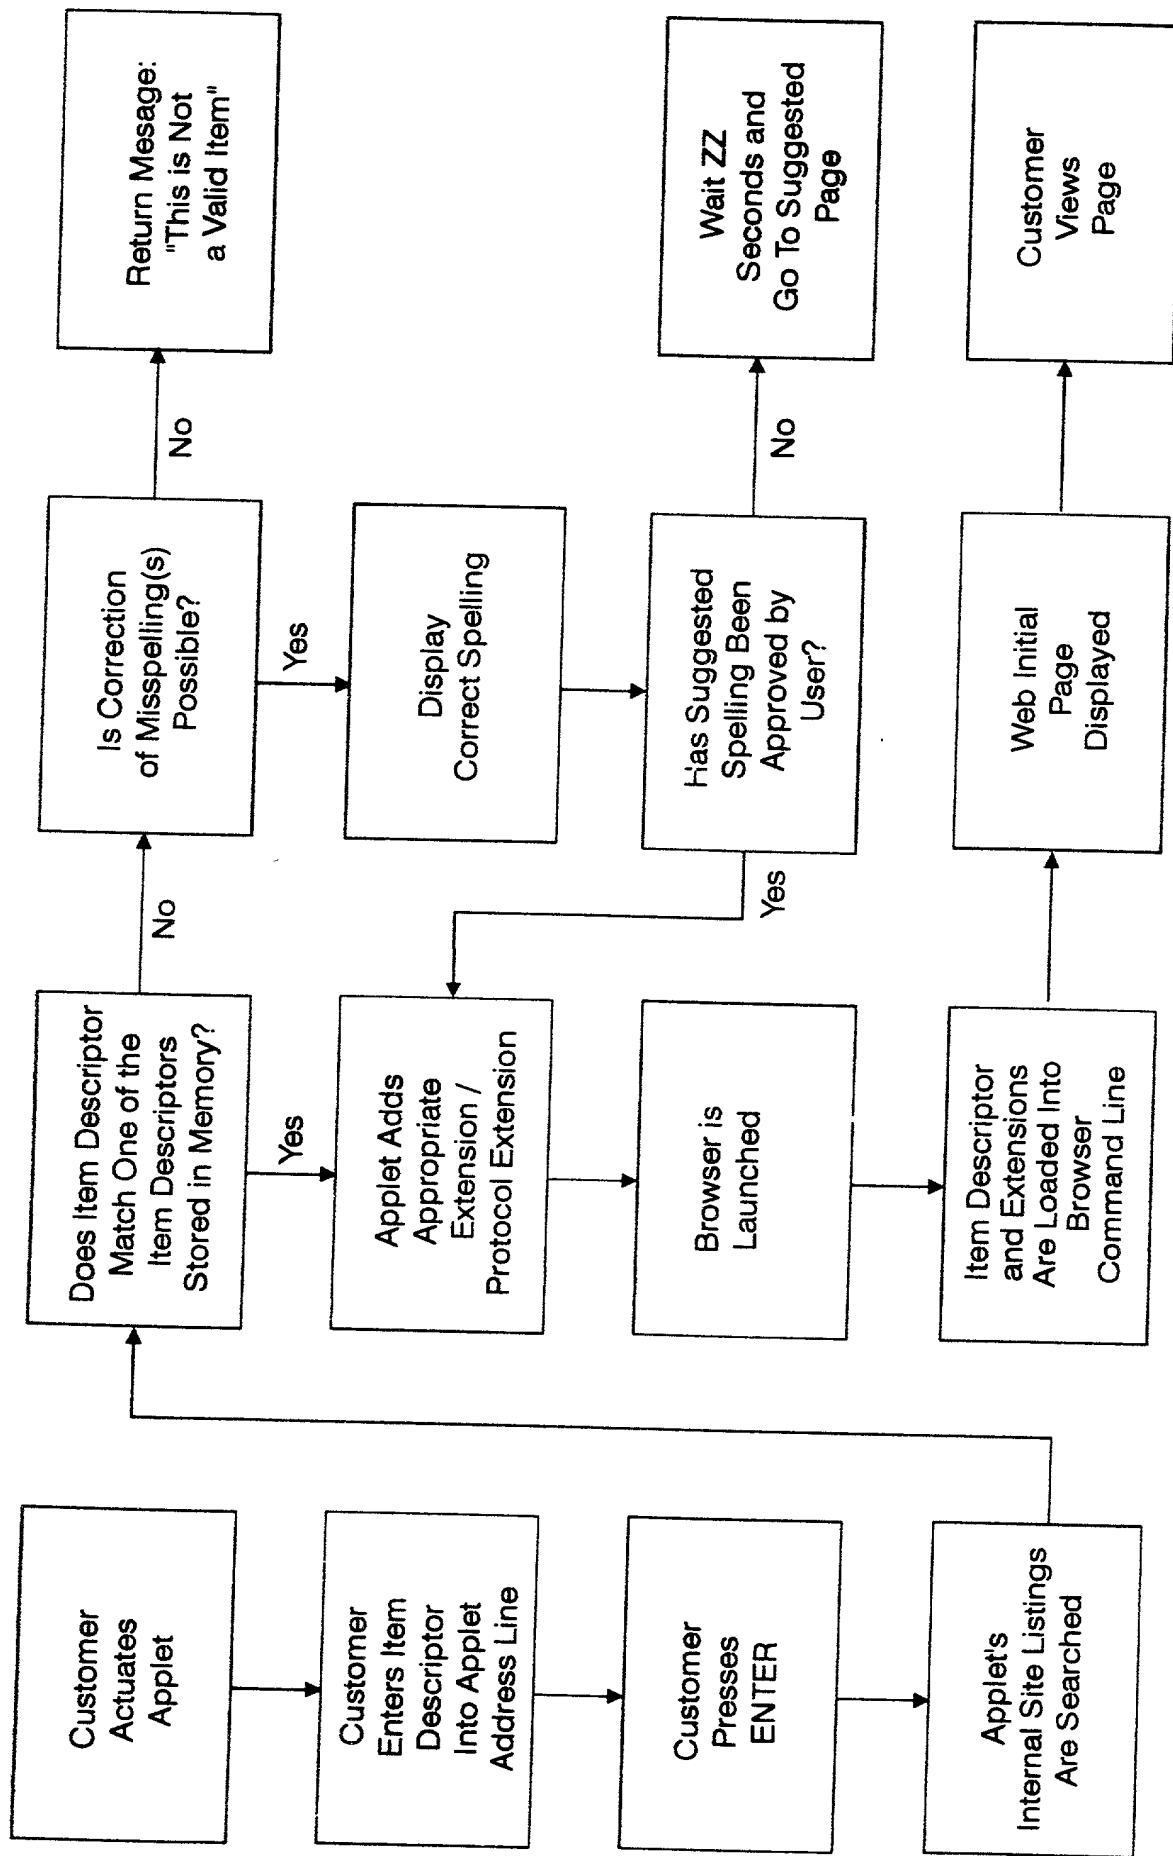 Customer
Actuates
Applet
Customer
Enters Item
Descriptor
Into Applet
Address Line
Customer
Presses
ENTER
Applet's
Internal Site Listings
Are Searched
Does Item Descriptor
Match One of the
Item Descriptors
Stored in Memory?
No
Yes
Applet Adds
Appropriate
Extension /
Protocol Extension
Browser is
Launched
Item Descriptor
and Extensions
Are Loaded Into
Browser
Command Line
Is Correction
of Misspelling(s)
Possible?
No
Yes
Display
Correct Spelling
Has Suggested
Spelling Been
Approved by
User?
Yes
No
Web Initial
Page
Displayed
Return Mesage:
"This is Not
a Valid Item"
Wait ZZ
Seconds and
Go To Suggested
Page
Customer
Views
Page